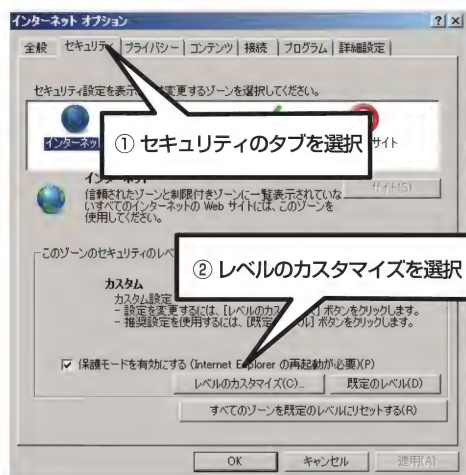 インターネット オプション
全般 セキュリティ プライバシー コンテンツ 接続 プログラム 詳細設定
セキュリティ設定を表示 変更するゾーンを選択してください。
① セキュリティのタブを選択
サイト
信頼されたゾーンと制限付きゾーンに一覧表示されていな
いすべてのインターネットの Web サイトには、このゾーンを
使用してください。
サイト(S)
このゾーンのセキュリティのレベ
② レベルのカスタマイズを選択
カスタム
カスタム設定
- 設定を変更するには、[レベルのカス ] ボタンをクリックします。
- 推奨設定を使用するには、[既定 ル] ボタンをクリックします。
保護モードを有効にする (Internet Explorer の再起動が必要)(P)
レベルのカスタマイズ(C)... 既定のレベル(D)
すべてのゾーンを既定のレベルにリセットする(R)
OK キャンセル 適用(A)